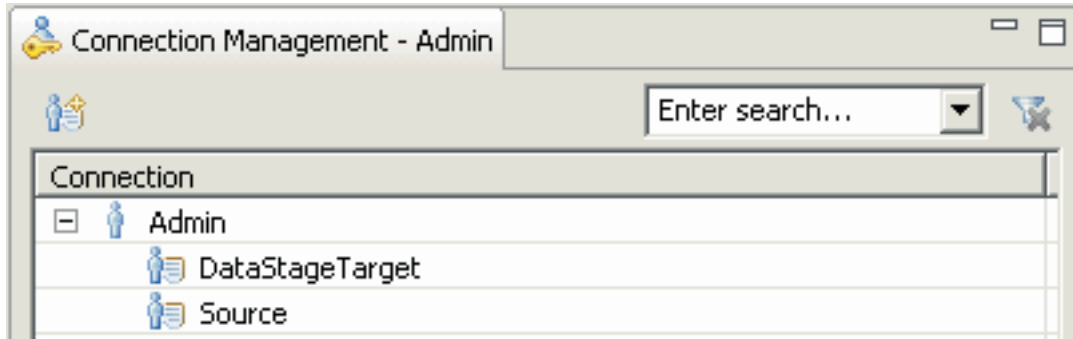 Connection Management - Admin
Enter search...
Connection
Admin
DataStageTarget
Source